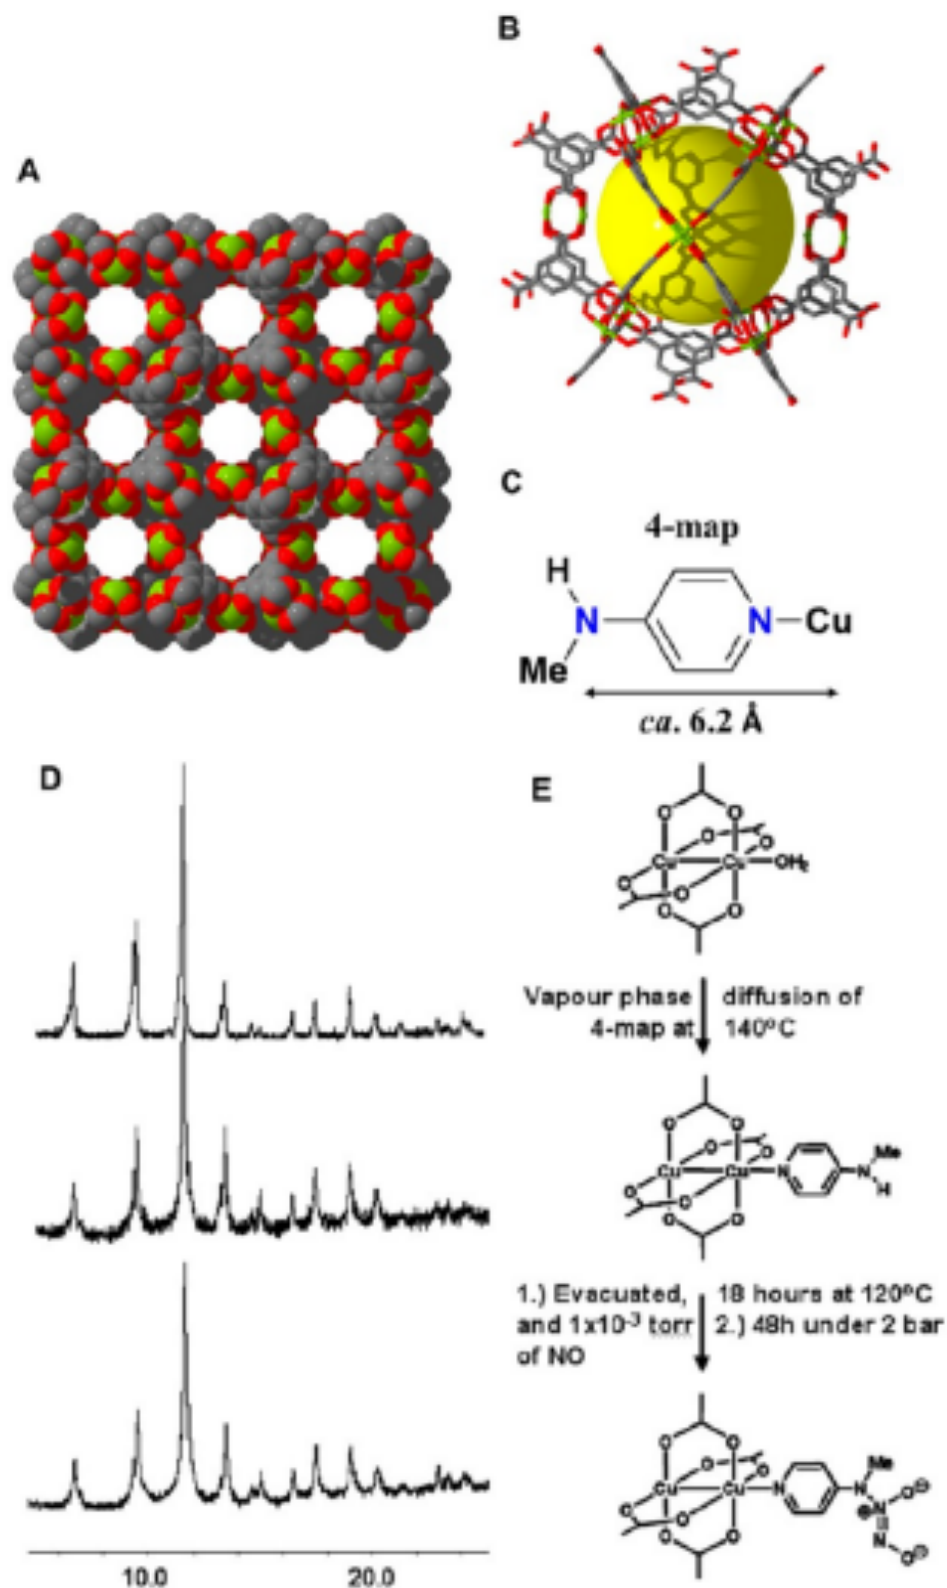 B
A
C
4-map
H
N
N
Cu
Me
ca. 6.2 Å
D
E
O
O
O
O
Cu
Cu
OH₂
O
O
O
O
Vapour phase diffusion of
4-map at 140ºC
O
O
O
O
Cu
Cu
N
N
Me
H
O
O
O
O
1.) Evacuated, 18 hours at 120ºC
and 1x10⁻³ torr 2.) 48h under 2 bar
of NO
O
O
O
O
Cu
Cu
N
N
Me
N
⊕
O⊖
O
O
O
O
N
O⊖
10.0
20.0